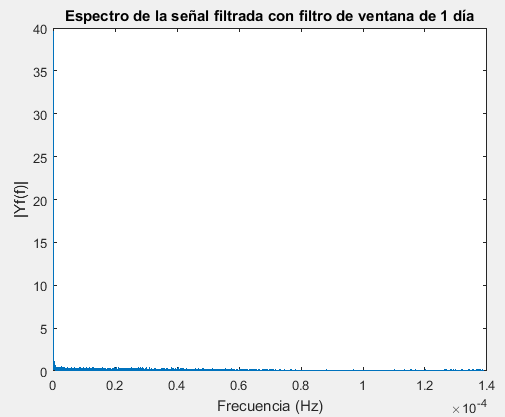 Espectro de la señal filtrada con filtro de ventana de 1 día
40
35
30
25
20
15
10
5
0
|Yf(f)|
0 0.2 0.4 0.6 0.8 1 1.2 1.4
Frecuencia (Hz)
×10⁻⁴